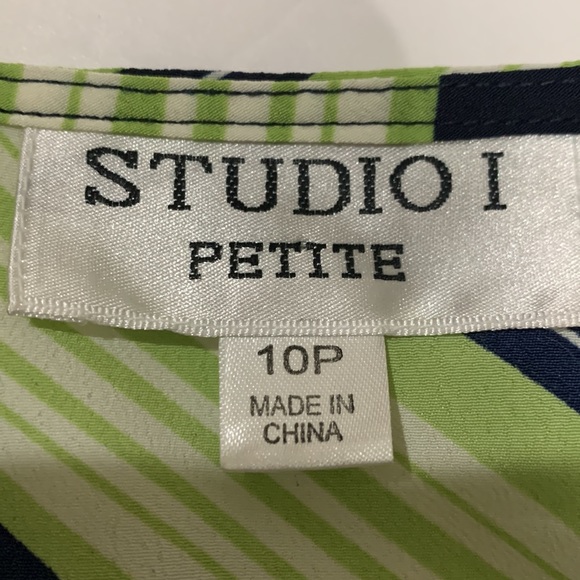 STUDIO I
PETITE
10P
MADE IN
CHINA